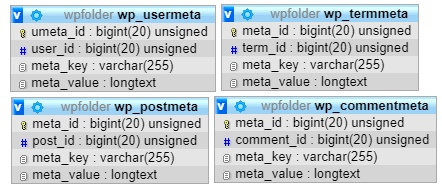 wpfolder wp_usermeta
umeta_id : bigint(20) unsigned
user_id : bigint(20) unsigned
meta_key : varchar(255)
meta_value : longtext
wpfolder wp_termmeta
meta_id : bigint(20) unsigned
term_id : bigint(20) unsigned
meta_key : varchar(255)
meta_value : longtext
wpfolder wp_postmeta
meta_id : bigint(20) unsigned
post_id : bigint(20) unsigned
meta_key : varchar(255)
meta_value : longtext
wpfolder wp_commentmeta
meta_id : bigint(20) unsigned
comment_id : bigint(20) unsigned
meta_key : varchar(255)
meta_value : longtext